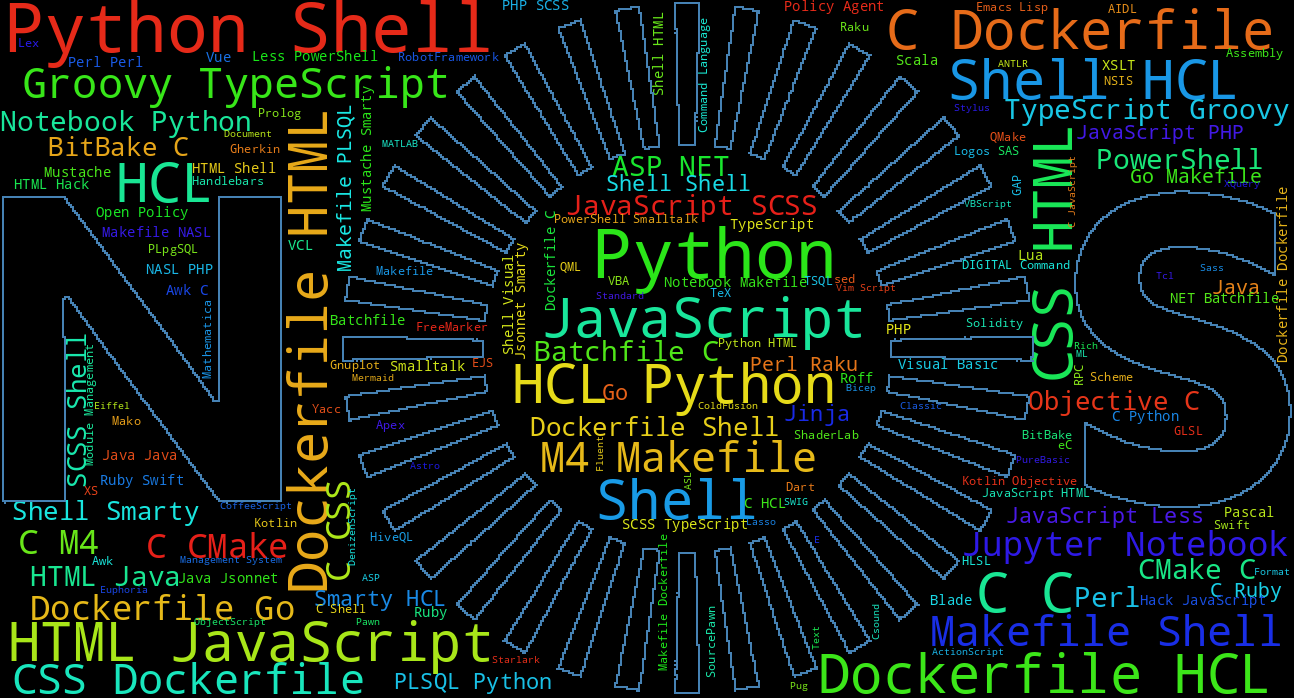 Python Shell
PHP SCSS
Policy Agent
Emacs Lisp
AIDL
C Dockerfile
Lex
Perl Perl
Vue
Less PowerShell
RobotFramework
Shell HTML
Command Language
Raku
Scala
Assembly
ANTLR
XSLT
NSIS
Shell HCL
Groovy TypeScript
Stylus
TypeScript Groovy
Notebook Python
Prolog
Document
Gherkin
BitBake C
MATLAB
Makefile PLSQL
Mustache Smarty
QMake
JavaScript PHP
Logos
SAS
PowerShell
Go Makefile
XQuery
HTML Shell
Handlebars
Mustache
HTML Hack
HCL
ASP NET
Shell Shell
JavaScript SCSS
GAP
VBScript
C JavaScript
Open Policy
Makefile NASL
PLpgSQL
VCL
NASL PHP
Awk C
Mathematica
Dockerfile HTML
PowerShell Smalltalk
TypeScript
Dockerfile C
Python
QML
VBA
Notebook Makefile
TSQL
sed
Vim Script
Standard
TeX
Lua
DIGITAL Command
CSS HTML
Tcl
Sass
Java
NET Batchfile
Dockerfile Dockerfile
Makefile
Batchfile
FreeMarker
Shell Visual
Jsonnet Smarty
JavaScript
PHP
Solidity
Python HTML
Batchfile C
Perl Raku
Roff
Bicep
Visual Basic
Rich
ML
RPC
Scheme
Gnuplot
Smalltalk
EJS
Mermaid
HCL Python
Go
ColdFusion
Jinja
Classic
Objective C
C Python
GLSL
SCSS Shell
Module Management
Eiffel
Mako
Yacc
Apex
Dockerfile Shell
ShaderLab
BitBake
eC
M4 Makefile
Fluent
Astro
PureBasic
Java Java
Ruby Swift
XS
CoffeeScript
Shell
ASL
Dart
C HCL
SWIG
Kotlin Objective
JavaScript HTML
Shell Smarty
Kotlin
C CSS
DenizenScript
HiveQL
SCSS TypeScript
Lasso
E
JavaScript Less
Pascal
Swift
C M4
C CMake
Awk
Management System
Jupyter Notebook
HLSL
HTML Java
Java Jsonnet
ASP
CMake C
Format
Euphoria
Smarty HCL
C C
Perl
C Ruby
Hack JavaScript
Blade
Dockerfile Go
C Shell
Ruby
ObjectScript
Pawn
Makefile Dockerfile
SourcePawn
Text
Csound
Makefile Shell
HTML JavaScript
Starlark
ActionScript
CSS Dockerfile
PLSQL Python
Pug
Dockerfile HCL